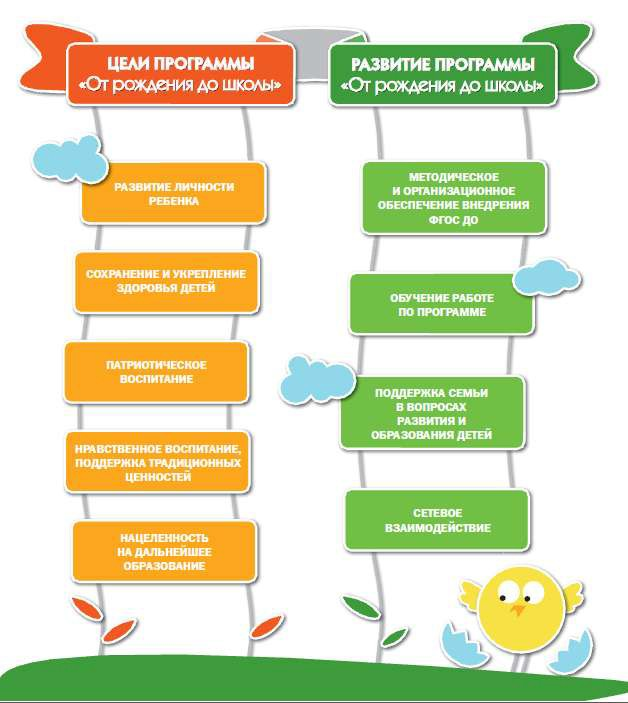 ЦЕЛИ ПРОГРАММЫ
«От рождения до школы»
РАЗВИТИЕ ЛИЧНОСТИ
РЕБЕНКА
СОХРАНЕНИЕ И УКРЕПЛЕНИЕ
ЗДОРОВЬЯ ДЕТЕЙ
ПАТРИОТИЧЕСКОЕ
ВОСПИТАНИЕ
НРАВСТВЕННОЕ ВОСПИТАНИЕ,
ПОДДЕРЖКА ТРАДИЦИОННЫХ
ЦЕННОСТЕЙ
НАЦЕЛЕННОСТЬ
НА ДАЛЬНЕЙШЕЕ
ОБРАЗОВАНИЕ
РАЗВИТИЕ ПРОГРАММЫ
«От рождения до школы»
МЕТОДИЧЕСКОЕ
И ОРГАНИЗАЦИОННОЕ
ОБЕСПЕЧЕНИЕ ВНЕДРЕНИЯ
ФГОС ДО
ОБУЧЕНИЕ РАБОТЕ
ПО ПРОГРАММЕ
ПОДДЕРЖКА СЕМЬИ
В ВОПРОСАХ
РАЗВИТИЯ И
ОБРАЗОВАНИЯ ДЕТЕЙ
СЕТЕВОЕ
ВЗАИМОДЕЙСТВИЕ